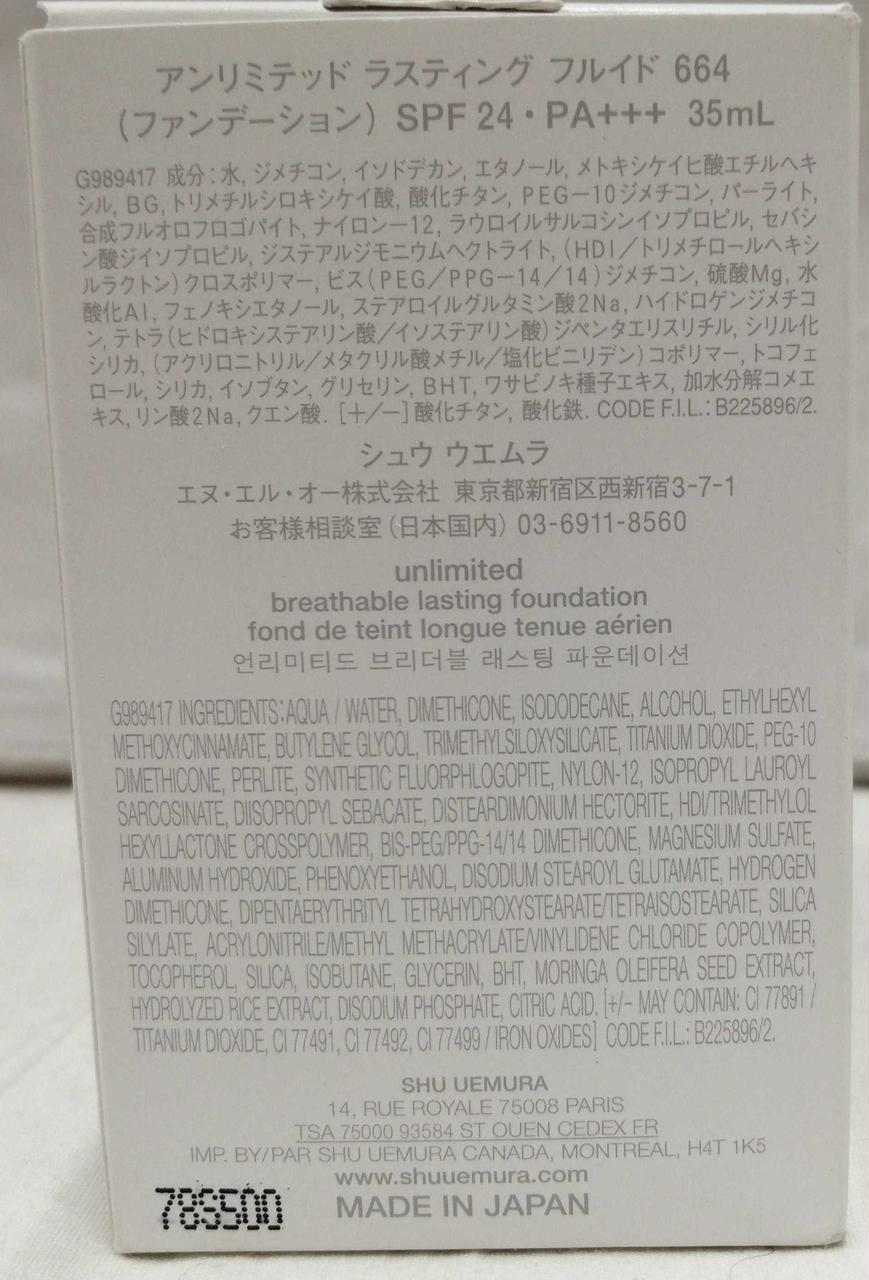 アンリミテッド ラスティング フルイド 664
(ファンデーション) SPF 24・PA+++ 35mL
G989417 成分：水, ジメチコン, イソドデカン, エタノール, メトキシケイヒ酸エチルヘキ
シル, BG, トリメチルシロキシケイ酸, 酸化チタン, PEGー10ジメチコン, パーライト,
合成フルオロフロゴパイト, ナイロンー12, ラウロイルサルコシンイソプロピル, セバシ
ン酸ジイソプロピル, ジステアルジモニウムヘクトライト, (HDI／トリメチロールヘキシ
ルラクトン)クロスポリマー, ビス(PEG／PPGー14／14)ジメチコン, 硫酸Mg, 水
酸化Al, フェノキシエタノール, ステアロイルグルタミン酸2Na, ハイドロゲンジメチコ
ン, テトラ(ヒドロキシステアリン酸／イソステアリン酸)ジペンタエリスリチル, シリル化
シリカ, (アクリロニトリル／メタクリル酸メチル／塩化ビニリデン)コポリマー, トコフェ
ロール, シリカ, イソブタン, グリセリン, BHT, ワサビノキ種子エキス, 加水分解コメエ
キス, リン酸2Na, クエン酸. [＋／ー]酸化チタン, 酸化鉄. CODE F.I.L.: B225896/2.
シュウ ウエムラ
エヌ・エル・オー株式会社 東京都新宿区西新宿3-7-1
お客様相談室(日本国内) 03-6911-8560
unlimited
breathable lasting foundation
fond de teint longue tenue aérien
언리미티드 브리더블 래스팅 파운데이션
G989417 INGREDIENTS: AQUA / WATER, DIMETHICONE, ISODODECANE, ALCOHOL, ETHYLHEXYL
METHOXYCINNAMATE, BUTYLENE GLYCOL, TRIMETHYLSILOXYSILICATE, TITANIUM DIOXIDE, PEG-10
DIMETHICONE, PERLITE, SYNTHETIC FLUORPHLOGOPITE, NYLON-12, ISOPROPYL LAUROYL
SARCOSINATE, DIISOPROPYL SEBACATE, DISTEARDIMONIUM HECTORITE, HDI/TRIMETHYLOL
HEXYLLACTONE CROSSPOLYMER, BIS-PEG/PPG-14/14 DIMETHICONE, MAGNESIUM SULFATE,
ALUMINUM HYDROXIDE, PHENOXYETHANOL, DISODIUM STEAROYL GLUTAMATE, HYDROGEN
DIMETHICONE, DIPENTAERYTHRITYL TETRAHYDROXYSTEARATE/TETRAISOSTEARATE, SILICA
SILYLATE, ACRYLONITRILE/METHYL METHACRYLATE/VINYLIDENE CHLORIDE COPOLYMER,
TOCOPHEROL, SILICA, ISOBUTANE, GLYCERIN, BHT, MORINGA OLEIFERA SEED EXTRACT,
HYDROLYZED RICE EXTRACT, DISODIUM PHOSPHATE, CITRIC ACID. [+/- MAY CONTAIN: CI 77891 /
TITANIUM DIOXIDE, CI 77491, CI 77492, CI 77499 / IRON OXIDES] CODE F.I.L.: B225896/2.
SHU UEMURA
14, RUE ROYALE 75008 PARIS
TSA 75000 93584 ST OUEN CEDEX FR
IMP. BY/PAR SHU UEMURA CANADA, MONTREAL, H4T 1K5
www.shuuemura.com
78S500 MADE IN JAPAN